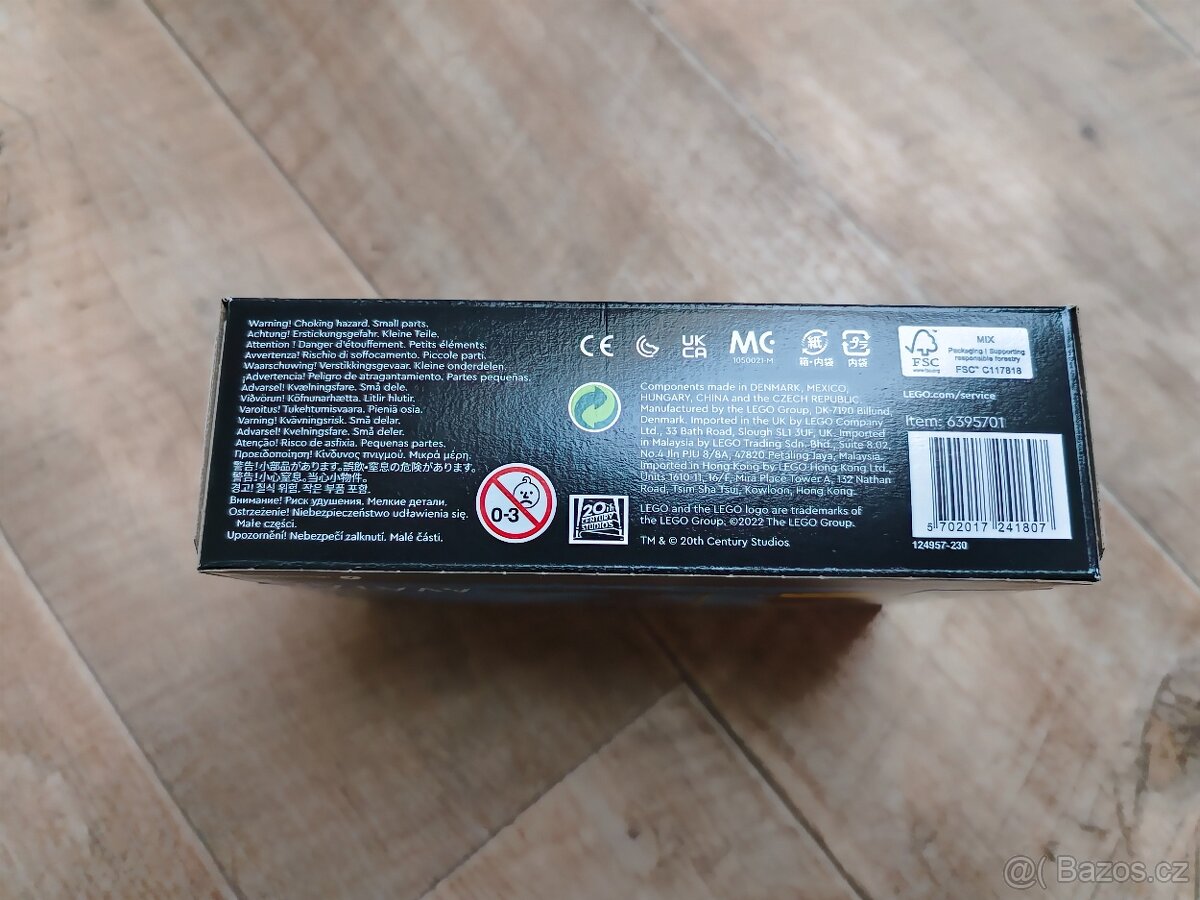 Warning! Choking hazard. Small parts.
Achtung! Erstickungsgefahr. Kleine Teile.
Attention ! Danger d'étouffement. Petits éléments.
Avvertenza! Rischio di soffocamento. Piccole parti.
Waarschuwing! Verstikkingsgevaar. Kleine onderdelen.
¡Advertencia! Peligro de atragantamiento. Partes pequeñas.
Advarsel! Kvælningsfare. Små dele.
Viðvörun! Köfnunarhætta. Litlir hlutir.
Varoitus! Tukehtumisvaara. Pieniä osia.
Varning! Kvävningsrisk. Små delar.
Advarsel! Kvelningsfare. Små deler.
Atenção! Risco de asfixia. Pequenas partes.
Προειδοποίηση! Κίνδυνος πνιγμού. Μικρά μέρη.
警告!小部品があります。誤飲・窒息の危険があります。
警告!小心窒息。当心小物件。
경고! 질식 위험. 작은 부품 포함.
Внимание! Риск удушения. Мелкие детали.
Ostrzeżenie! Niebezpieczeństwo udławienia się.
Małe części.
Upozornění! Nebezpečí zalknutí. Malé části.
0-3
CE
UK
CA
MC
1050021-M
紙
箱・内袋
プラ
内袋
Components made in DENMARK, MEXICO,
HUNGARY, CHINA and the CZECH REPUBLIC.
Manufactured by the LEGO Group, DK-7190 Billund,
Denmark. Imported in the UK by LEGO Company
Ltd., 33 Bath Road, Slough SL1 3UF, UK. Imported
in Malaysia by LEGO Trading Sdn. Bhd., Suite 8.02,
No.4 Jln PJU 8/8A, 47820 Petaling Jaya, Malaysia.
Imported in Hong Kong by LEGO Hong Kong Ltd.,
Units 1610-11, 16/F, Mira Place Tower A, 132 Nathan
Road, Tsim Sha Tsui, Kowloon, Hong Kong.
LEGO and the LEGO logo are trademarks of
the LEGO Group. ©2022 The LEGO Group.
TM & © 20th Century Studios
20th
CENTURY
STUDIOS
FSC
MIX
Packaging | Supporting
responsible forestry
FSC™ C117818
LEGO.com/service
Item: 6395701
5 702017 241807
124957-230
@( Bazos.cz